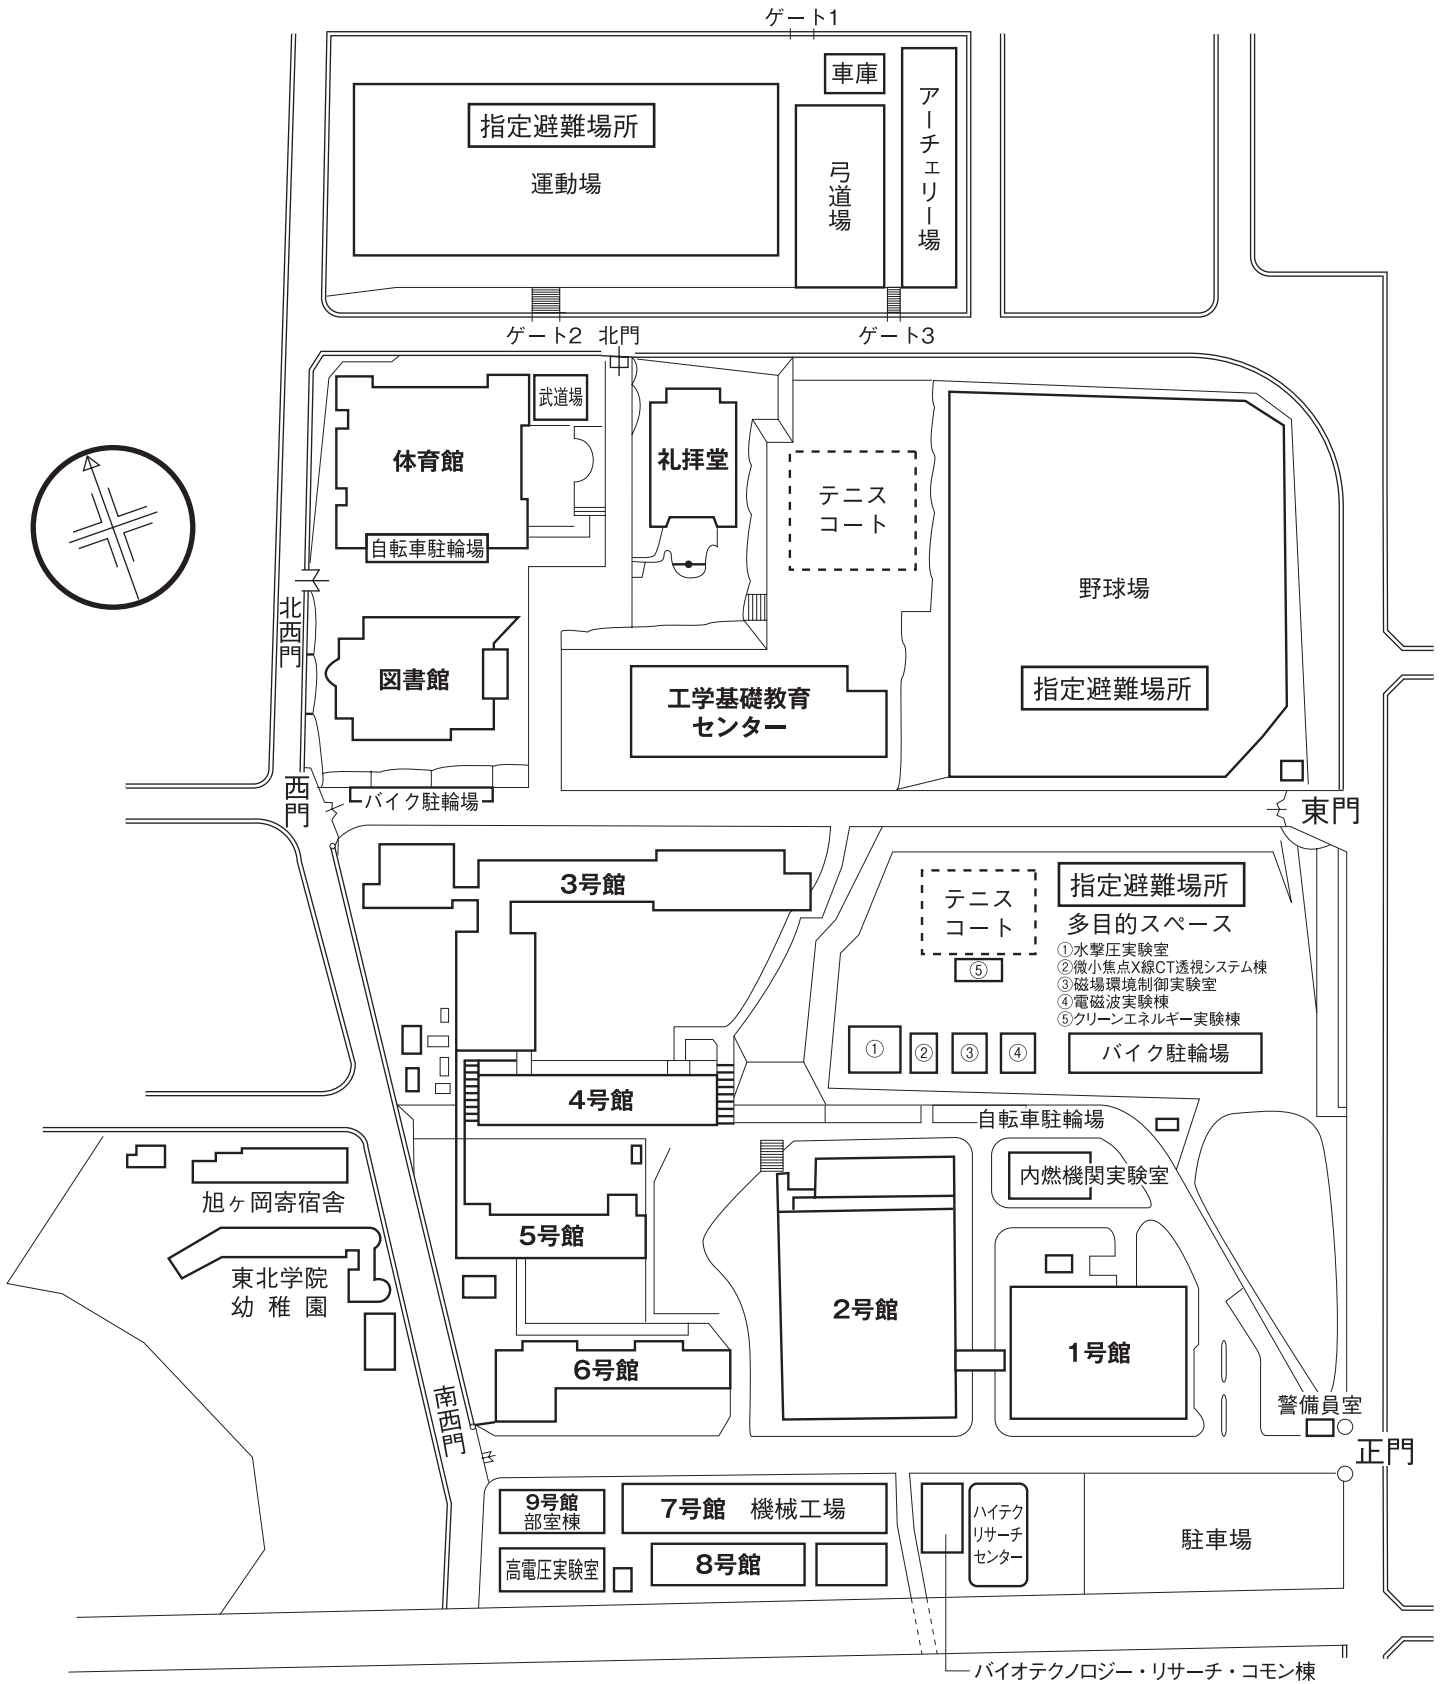 ゲート1
車庫
アーチェリー場
指定避難場所
運動場
弓道場
ゲート2
北門
ゲート3
武道場
体育館
礼拝堂
テニス
コート
自転車駐輪場
野球場
北西門
図書館
工学基礎教育
センター
指定避難場所
西門
バイク駐輪場
東門
3号館
テニス
コート
⑤
指定避難場所
多目的スペース
①水撃圧実験室
②微小焦点X線CT透視システム棟
③磁場環境制御実験室
④電磁波実験棟
⑤クリーンエネルギー実験棟
①
②
③
④
バイク駐輪場
4号館
自転車駐輪場
内燃機関実験室
旭ヶ岡寄宿舎
5号館
東北学院
幼稚園
2号館
1号館
6号館
南西門
警備員室
正門
9号館
部室棟
7号館 機械工場
ハイテク
リサーチ
センター
駐車場
高電圧実験室
8号館
バイオテクノロジー・リサーチ・コモン棟